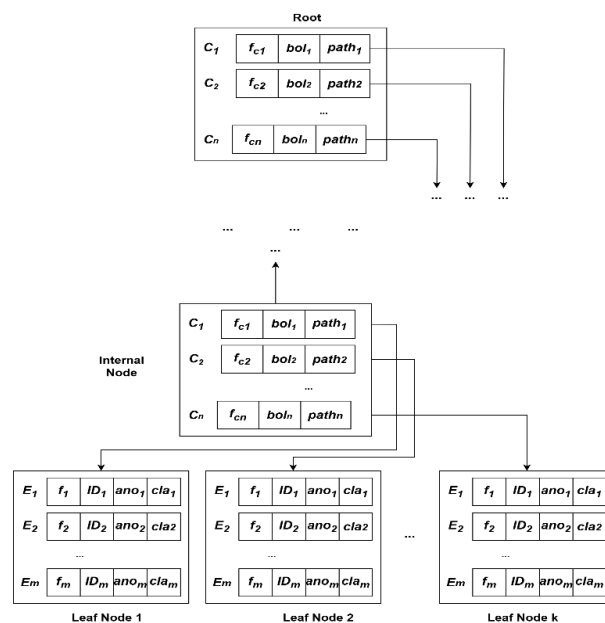 Root
C1 fc1 bol1 path1
C2 fc2 bol2 path2
...
Cn fcn boln pathn
... ... ...
... ... ...
...
Internal Node
C1 fc1 bol1 path1
C2 fc2 bol2 path2
...
Cn fcn boln pathn
E1 f1 ID1 ano1 cla1
E2 f2 ID2 ano2 cla2
...
Em fm IDm anom clam
Leaf Node 1
E1 f1 ID1 ano1 cla1
E2 f2 ID2 ano2 cla2
...
Em fm IDm anom clam
Leaf Node 2
...
E1 f1 ID1 ano1 cla1
E2 f2 ID2 ano2 cla2
...
Em fm IDm anom clam
Leaf Node k